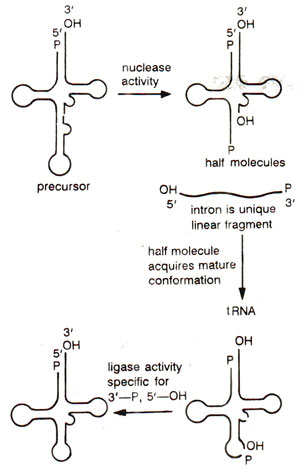 3'
OH
5'
P
precursor
nuclease
activity
3'
OH
5'
P
OH
P
half molecules
OH
5'
P
3'
intron is unique
linear fragment
half molecule
acquires mature
conformation
tRNA
OH
P
OH
P
ligase activity
specific for
3'—P, 5'—OH
3'
OH
5'
P